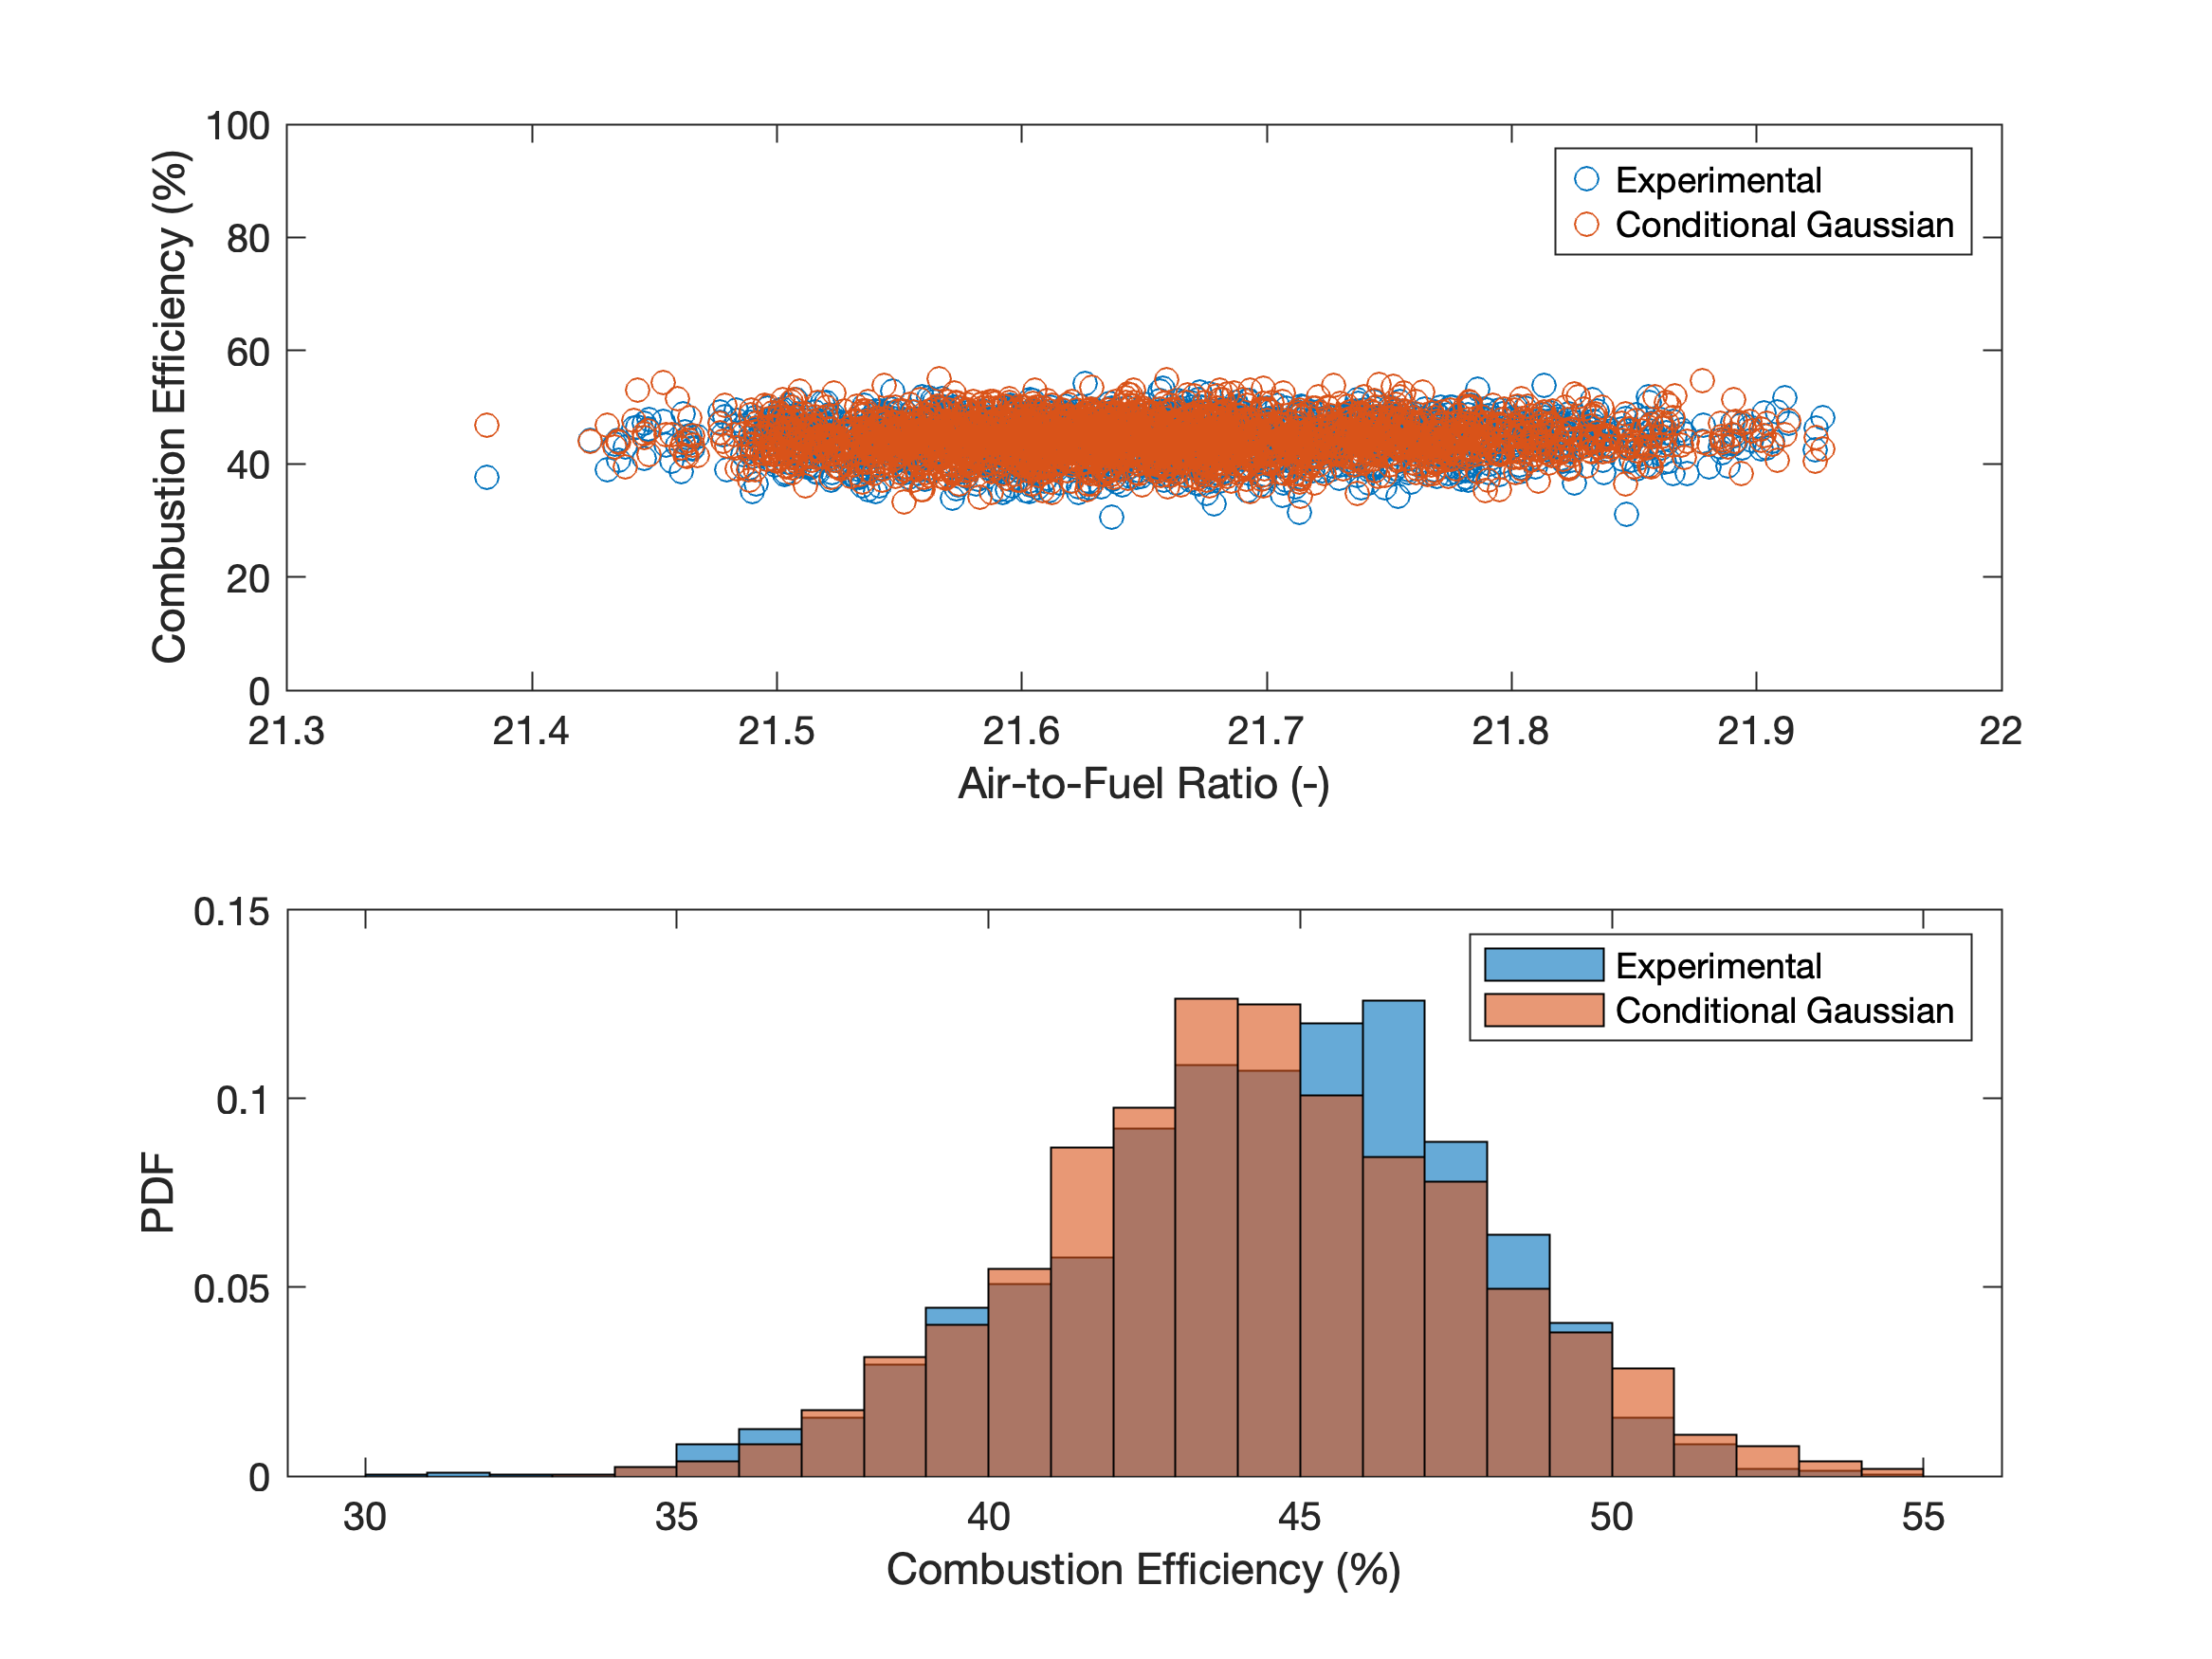 100
80
60
40
20
0
Combustion Efficiency (%)
Experimental
Conditional Gaussian
21.3 21.4 21.5 21.6 21.7 21.8 21.9 22
Air-to-Fuel Ratio (-)
0.15
0.1
0.05
0
PDF
Experimental
Conditional Gaussian
30 35 40 45 50 55
Combustion Efficiency (%)